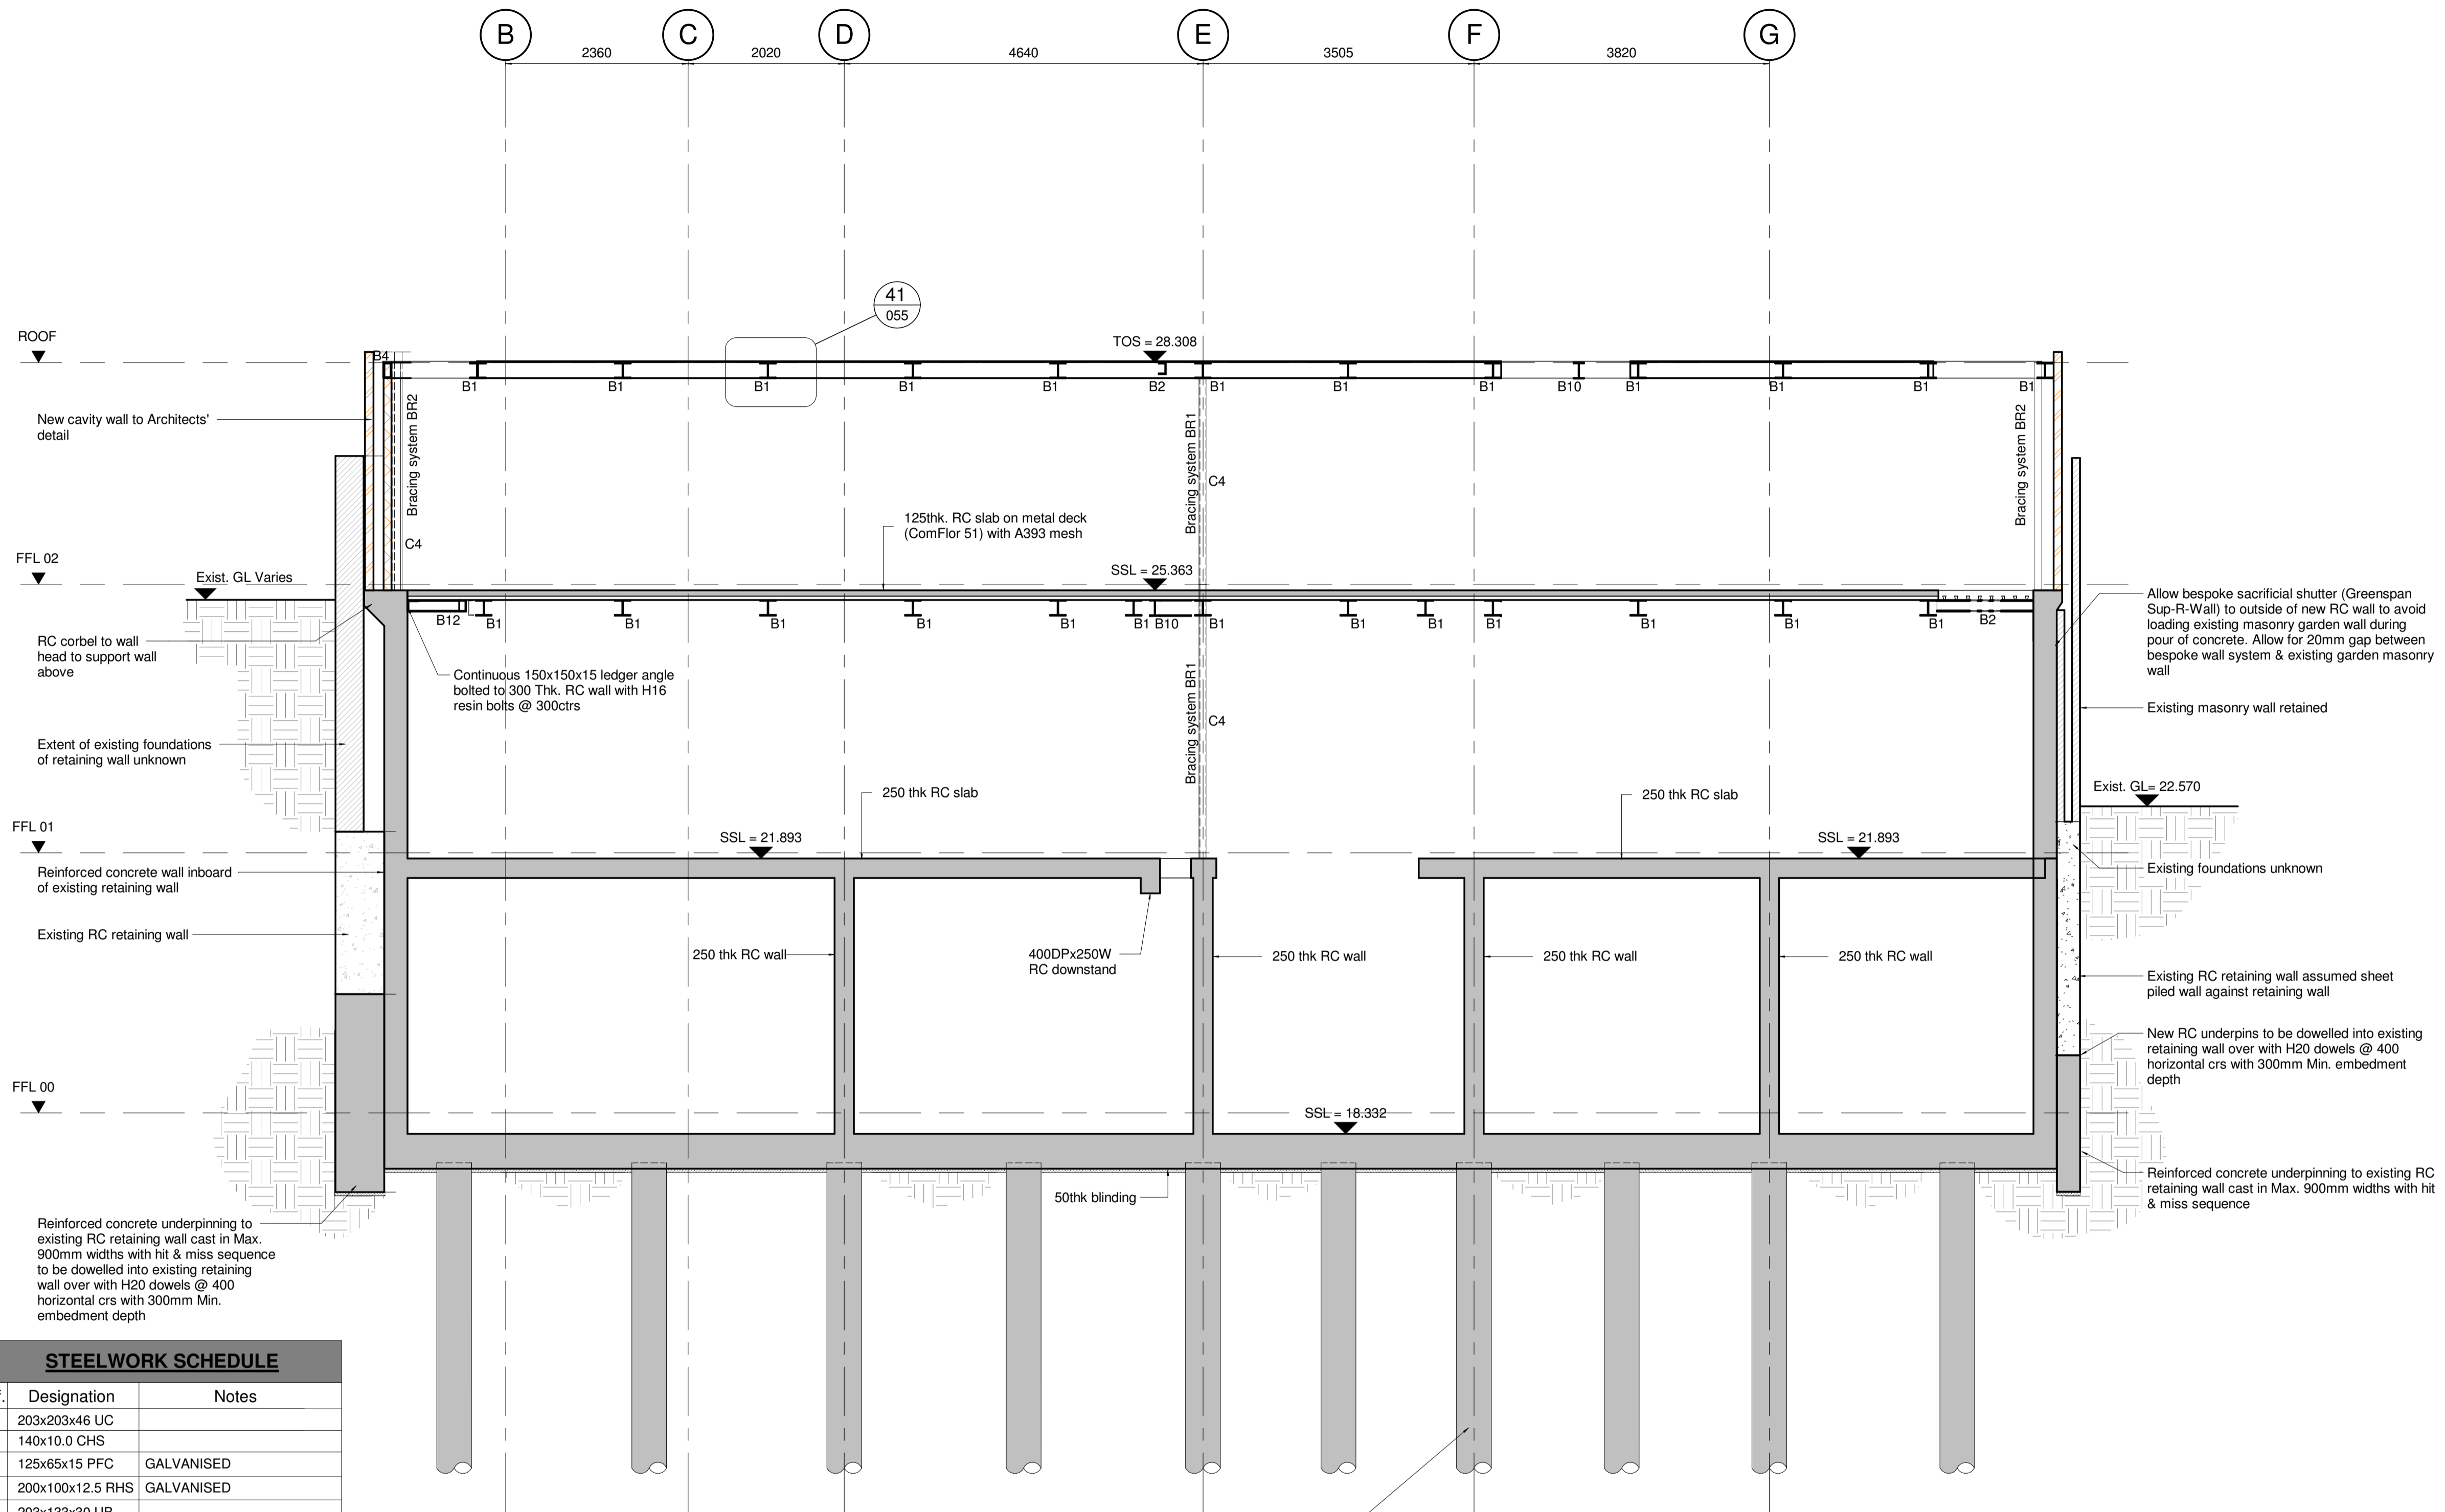 B C D E F G
2360 2020 4640 3505 3820
41
055
ROOF
TOS = 28.308
B4
B1 B1 B1 B1 B1 B2 B1 B1 B1 B10 B1 B1 B1 B1
New cavity wall to Architects'
detail
Bracing system BR2
Bracing system BR1
Bracing system BR2
C4
C4
125thk. RC slab on metal deck
(ComFlor 51) with A393 mesh
FFL 02
Exist. GL Varies
SSL = 25.363
B12 B1 B1 B1 B1 B1 B1 B10 B1 B1 B1 B1 B1 B1 B1 B2
Allow bespoke sacrificial shutter (Greenspan
Sup-R-Wall) to outside of new RC wall to avoid
loading existing masonry garden wall during
pour of concrete. Allow for 20mm gap between
bespoke wall system & existing garden masonry
wall
RC corbel to wall
head to support wall
above
Continuous 150x150x15 ledger angle
bolted to 300 Thk. RC wall with H16
resin bolts @ 300ctrs
Bracing system BR1
C4
Existing masonry wall retained
Extent of existing foundations
of retaining wall unknown
250 thk RC slab
250 thk RC slab
Exist. GL= 22.570
FFL 01
SSL = 21.893
SSL = 21.893
Reinforced concrete wall inboard
of existing retaining wall
Existing foundations unknown
Existing RC retaining wall
250 thk RC wall
400DPx250W
RC downstand
250 thk RC wall
250 thk RC wall
250 thk RC wall
Existing RC retaining wall assumed sheet
piled wall against retaining wall
New RC underpins to be dowelled into existing
retaining wall over with H20 dowels @ 400
horizontal crs with 300mm Min. embedment
depth
FFL 00
SSL = 18.332
50thk blinding
Reinforced concrete underpinning to existing RC
retaining wall cast in Max. 900mm widths with hit
& miss sequence
Reinforced concrete underpinning to
existing RC retaining wall cast in Max.
900mm widths with hit & miss sequence
to be dowelled into existing retaining
wall over with H20 dowels @ 400
horizontal crs with 300mm Min.
embedment depth
STEELWORK SCHEDULE
Designation Notes
203x203x46 UC
140x10.0 CHS
125x65x15 PFC GALVANISED
200x100x12.5 RHS GALVANISED